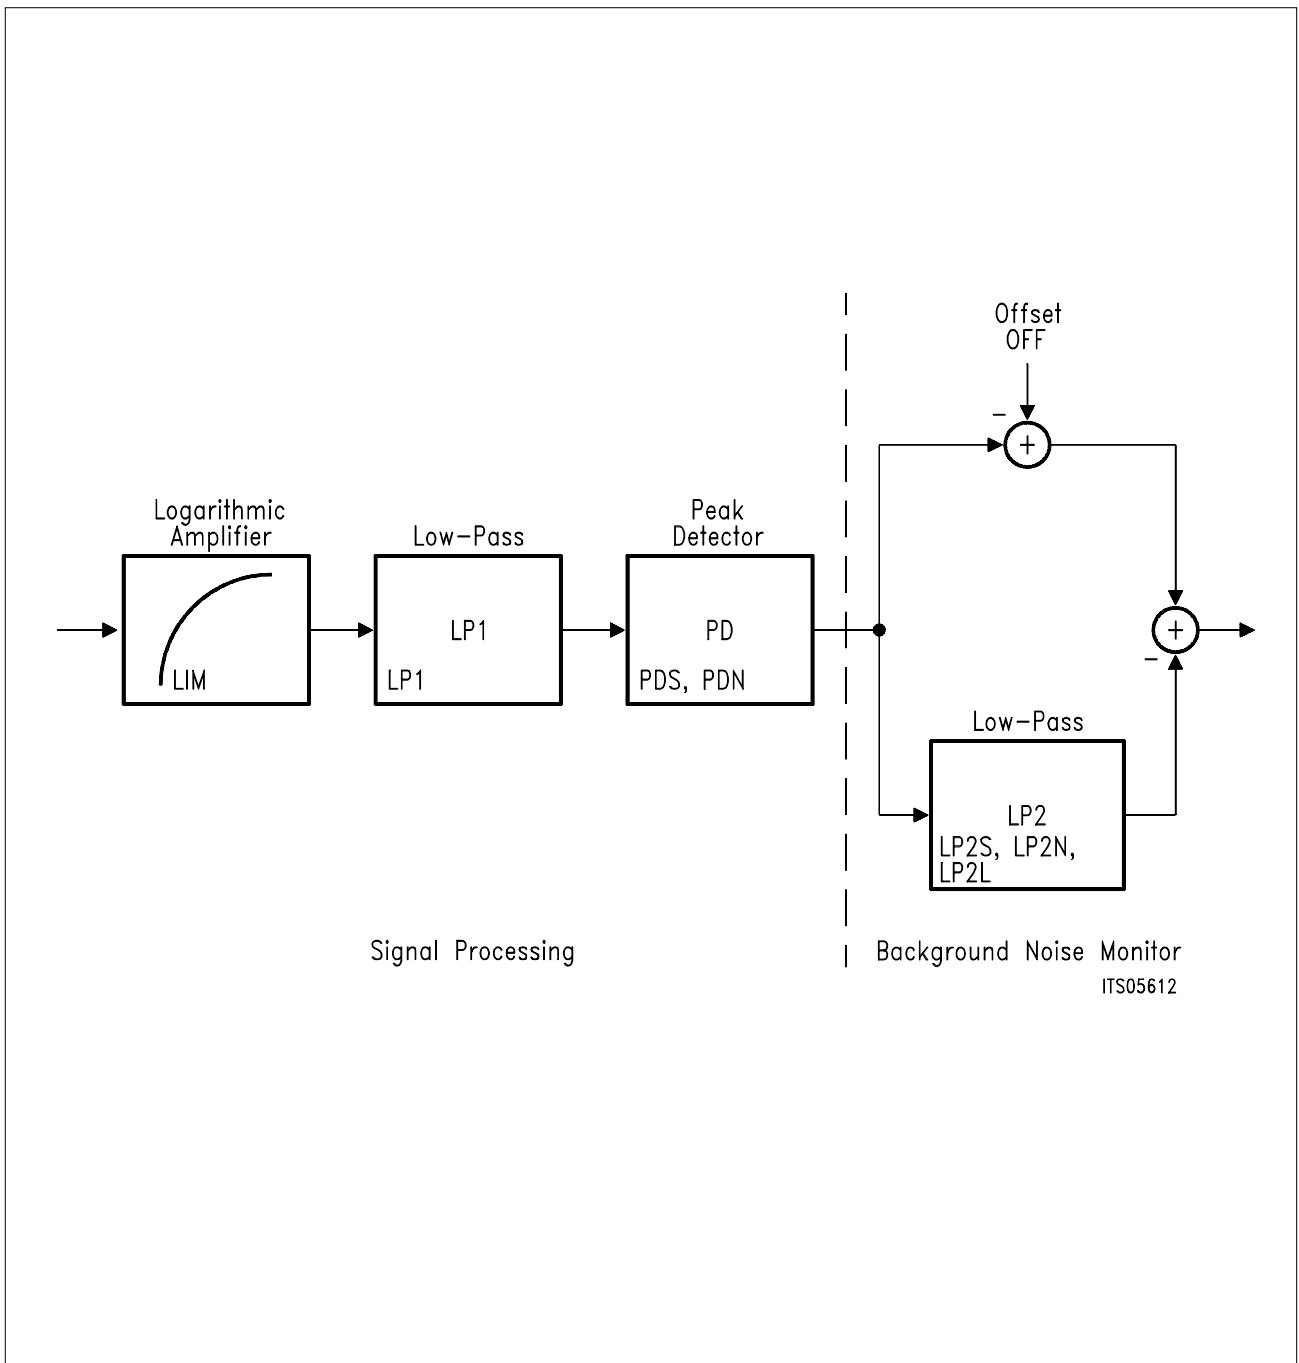 Offset
OFF
−
+
Logarithmic
Amplifier
Low-Pass
Peak
Detector
LP1
PD
+
LIM
LP1
PDS, PDN
−
Low-Pass
LP2
LP2S, LP2N,
LP2L
Signal Processing
Background Noise Monitor
ITS05612